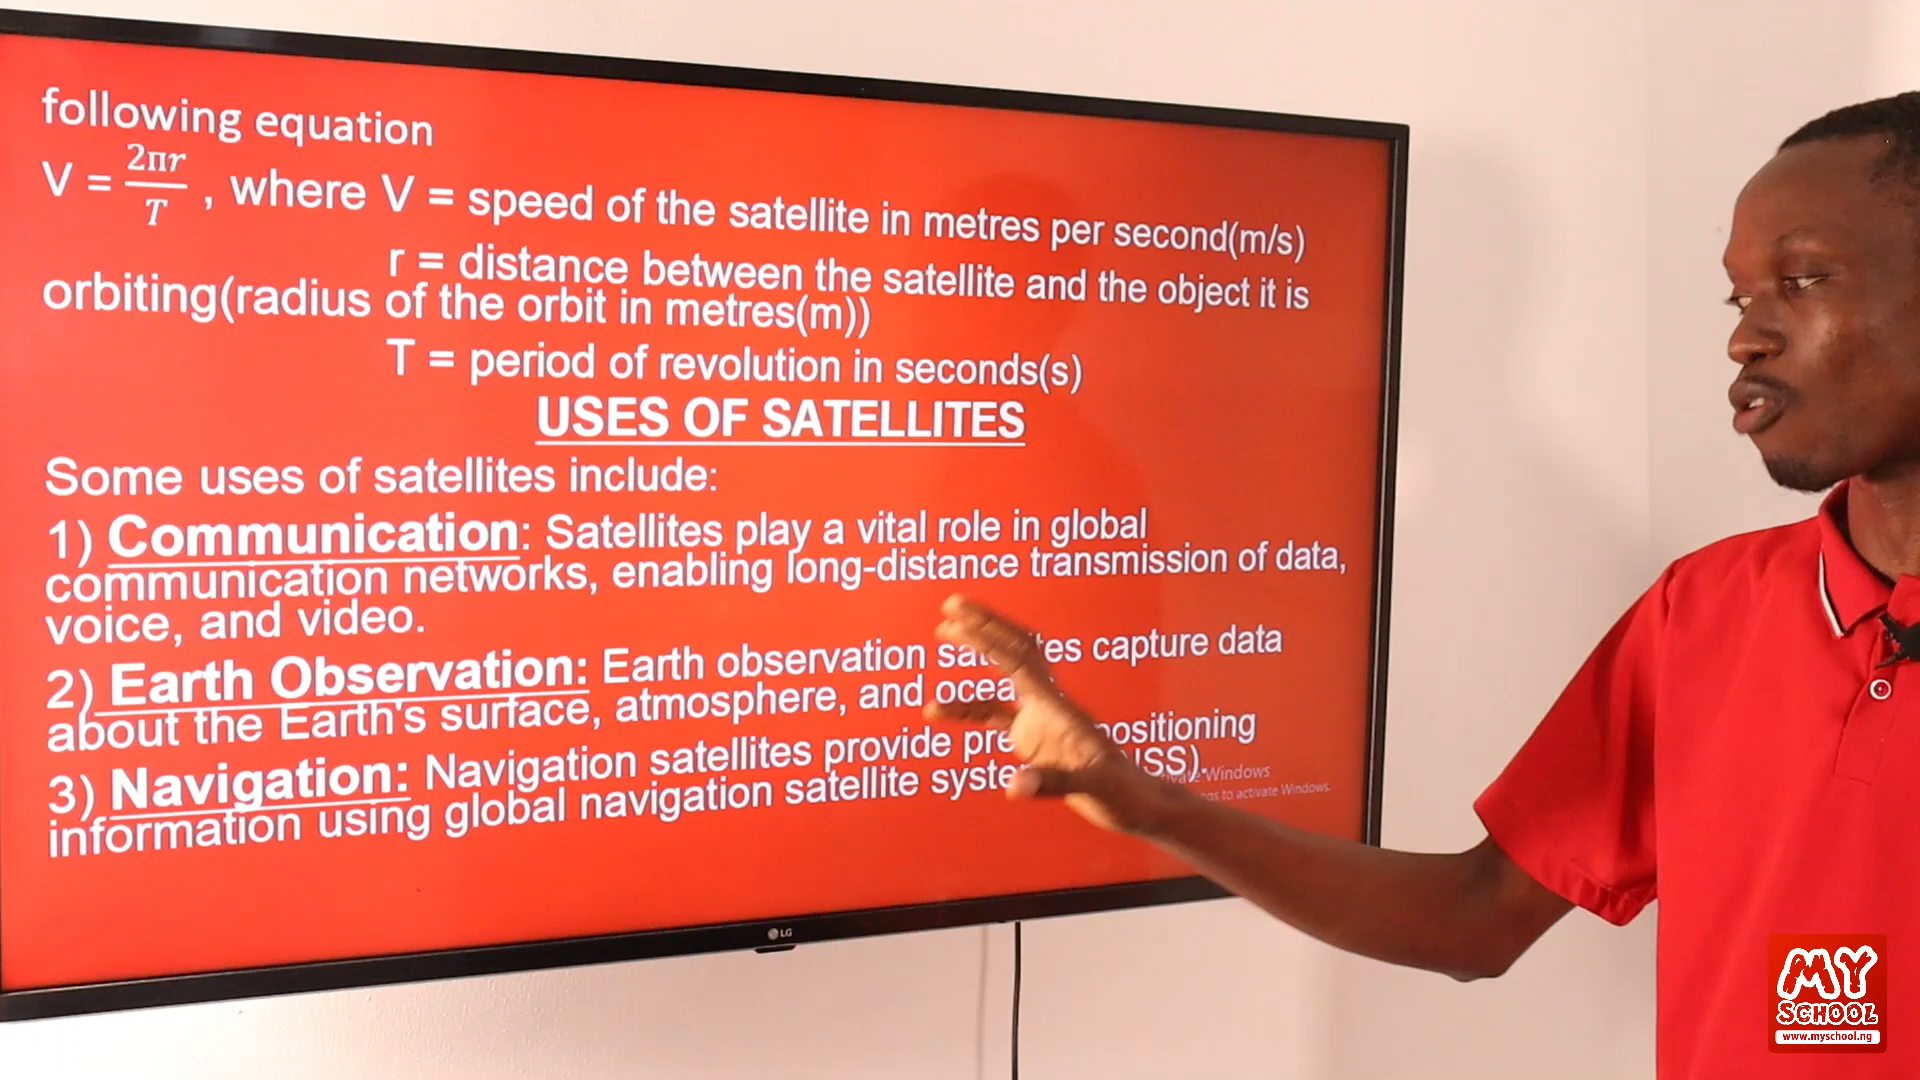 following equation
V = 2πr/T , where V = speed of the satellite in metres per second(m/s)
r = distance between the satellite and the object it is
orbiting(radius of the orbit in metres(m))
T = period of revolution in seconds(s)
USES OF SATELLITES
Some uses of satellites include:
1) Communication: Satellites play a vital role in global
communication networks, enabling long-distance transmission of data,
voice, and video.
2) Earth Observation: Earth observation capture data
about the Earth's surface, atmosphere, and
3) Navigation: Navigation satellites provide
information using global navigation satellite
Windows
to activate Windows.
LG
MY
SCHOOL
www.myschool.ng